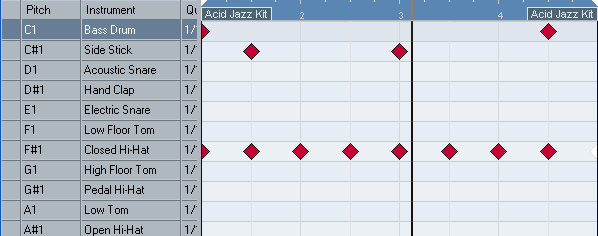 Pitch Instrument Qu 2 3 4
Acid Jazz Kit Acid Jazz Kit
C1 Bass Drum 1/
C#1 Side Stick 1/
D1 Acoustic Snare 1/
D#1 Hand Clap 1/
E1 Electric Snare 1/
F1 Low Floor Tom 1/
F#1 Closed Hi-Hat 1/
G1 High Floor Tom 1/
G#1 Pedal Hi-Hat 1/
A1 Low Tom 1/
A#1 Open Hi-Hat 1/